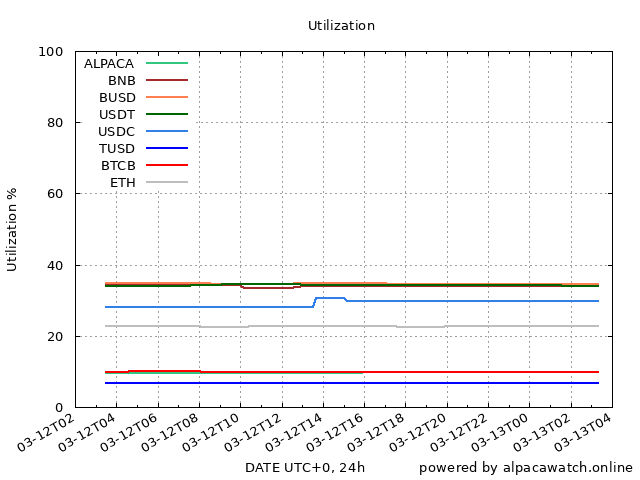 Utilization
100
80
60
40
20
0
Utilization %
ALPACA
BNB
BUSD
USDT
USDC
TUSD
BTCB
ETH
03-12T02
03-12T04
03-12T06
03-12T08
03-12T10
03-12T12
03-12T14
03-12T16
03-12T18
03-12T20
03-12T22
03-13T00
03-13T02
03-13T04
DATE UTC+0, 24h
powered by alpacawatch.online